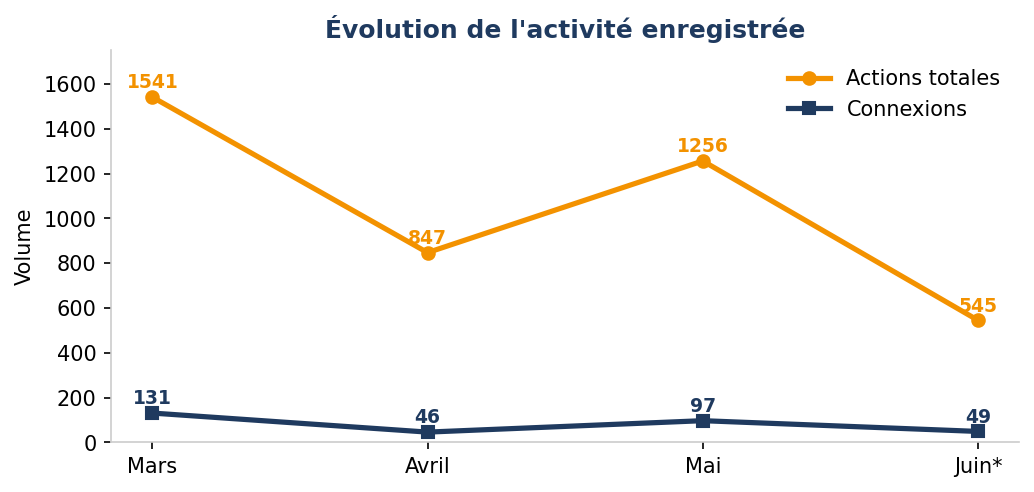 Évolution de l'activité enregistrée
Actions totales
Connexions
Volume
1600
1400
1200
1000
800
600
400
200
0
1541
847
1256
545
131
46
97
49
Mars
Avril
Mai
Juin*